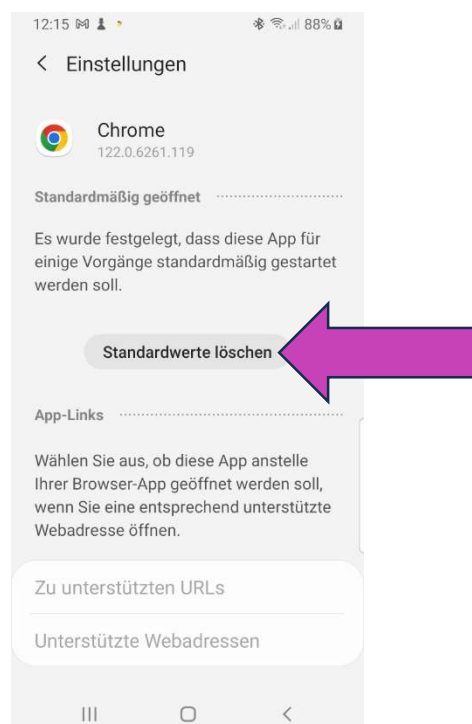 12:15 88%
Einstellungen
Chrome
122.0.6261.119
Standardmäßig geöffnet
Es wurde festgelegt, dass diese App für
einige Vorgänge standardmäßig gestartet
werden soll.
Standardwerte löschen
App-Links
Wählen Sie aus, ob diese App anstelle
Ihrer Browser-App geöffnet werden soll,
wenn Sie eine entsprechend unterstützte
Webadresse öffnen.
Zu unterstützten URLs
Unterstützte Webadressen